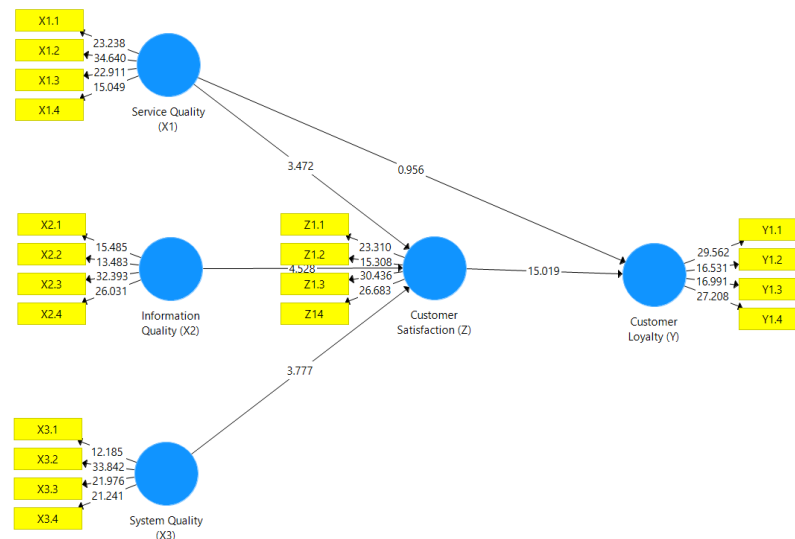 X1.1
X1.2
X1.3
X1.4
23.238
34.640
22.911
15.049
Service Quality
(X1)
3.472
0.956
X2.1
X2.2
X2.3
X2.4
15.485
13.483
32.393
26.031
Information
Quality (X2)
4.528
Z1.1
Z1.2
Z1.3
Z14
23.310
15.308
30.436
26.683
Customer
Satisfaction (Z)
15.019
Customer
Loyalty (Y)
29.562
16.531
16.991
27.208
Y1.1
Y1.2
Y1.3
Y1.4
3.777
X3.1
X3.2
X3.3
X3.4
12.185
33.842
21.976
21.241
System Quality
(X3)